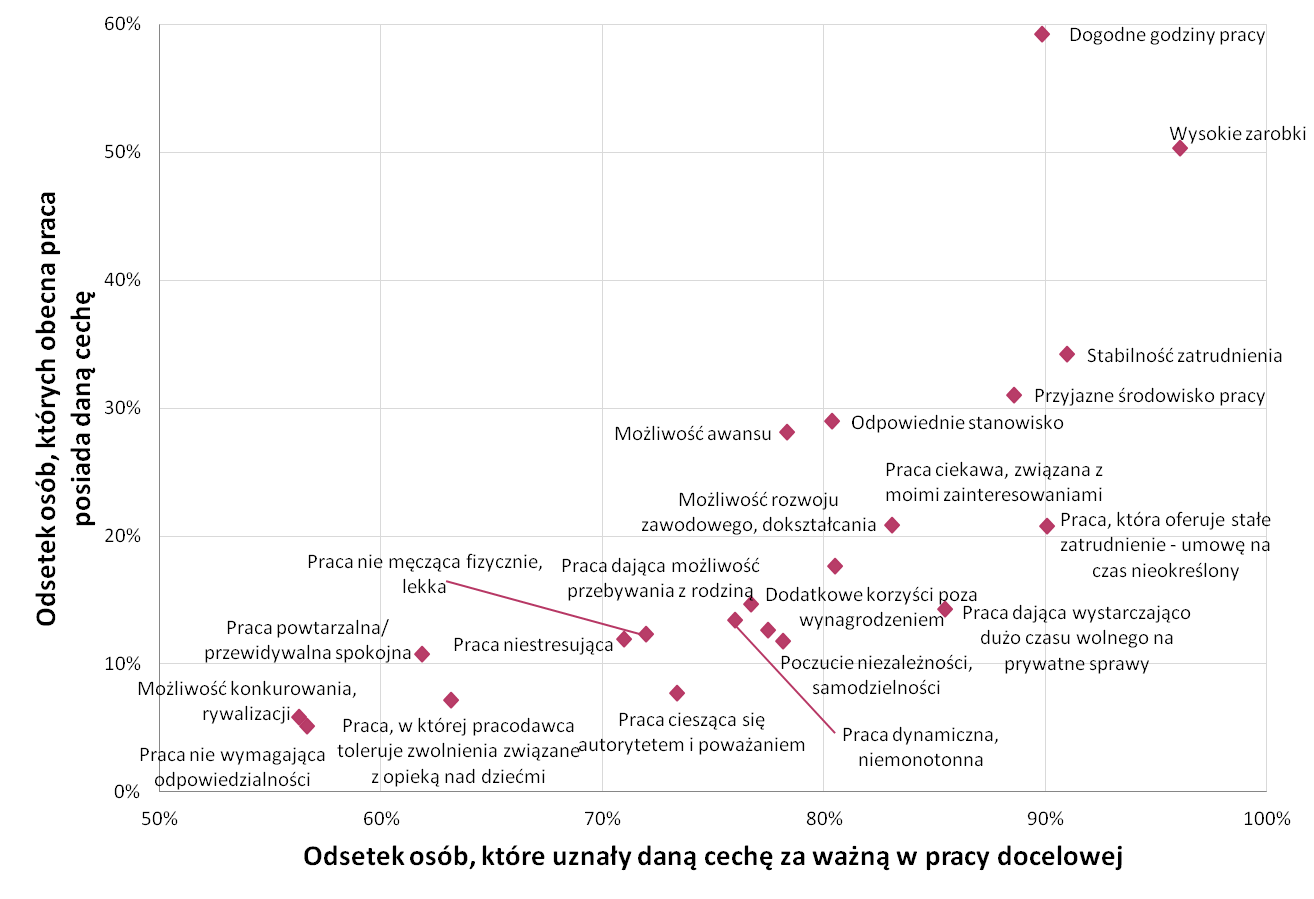 60%
Dogodne godziny pracy
Wysokie zarobki
50%
Odsetek osób, których obecna praca
posiada daną cechę
40%
Stabilność zatrudnienia
Przyjazne środowisko pracy
30%
Odpowiednie stanowisko
Możliwość awansu
Praca ciekawa, związana z
moimi zainteresowaniami
Możliwość rozwoju
zawodowego, dokształcania
Praca, która oferuje stałe
zatrudnienie - umowę na
czas nieokreślony
20%
Praca nie męcząca fizycznie,
lekka
Praca dająca możliwość
przebywania z rodziną
Dodatkowe korzyści poza
wynagrodzeniem
Praca dająca wystarczająco
dużo czasu wolnego na
prywatne sprawy
Praca powtarzalna/
przewidywalna spokojna
Praca niestresująca
10%
Poczucie niezależności,
samodzielności
Możliwość konkurowania,
rywalizacji
Praca, w której pracodawca
toleruje zwolnienia związane
z opieką nad dziećmi
Praca ciesząca się
autorytetem i poważaniem
Praca dynamiczna,
niemonotonna
Praca nie wymagająca
odpowiedzialności
0%
50%
60%
70%
80%
90%
100%
Odsetek osób, które uznały daną cechę za ważną w pracy docelowej